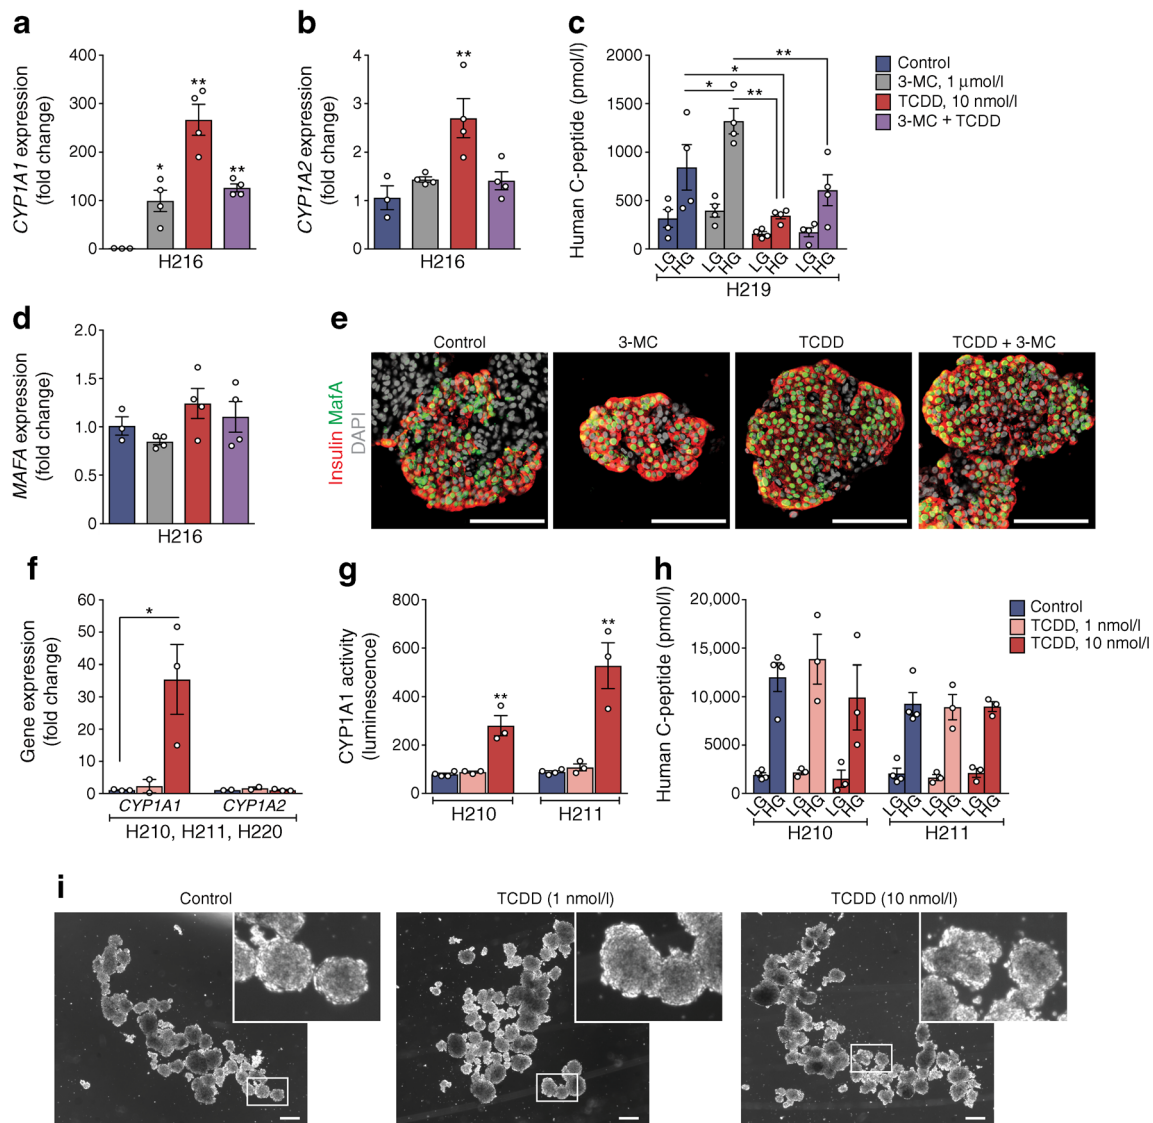 a
CYP1A1 expression
(fold change)
400
300
200
100
0
*
**
**
H216
b
CYP1A2 expression
(fold change)
4
3
2
1
0
**
H216
c
Human C-peptide (pmol/l)
2000
1500
1000
500
0
**
*
*
**
LG HG LG HG LG HG LG HG
H219
Control
3-MC, 1 μmol/l
TCDD, 10 nmol/l
3-MC + TCDD
d
MAFA expression
(fold change)
2.0
1.5
1.0
0.5
0
H216
e
Control
3-MC
TCDD
TCDD + 3-MC
Insulin MafA
DAPI
f
Gene expression
(fold change)
60
50
40
30
20
10
0
*
CYP1A1 CYP1A2
H210, H211, H220
g
CYP1A1 activity
(luminescence)
800
600
400
200
0
**
**
H210 H211
h
Human C-peptide (pmol/l)
20,000
15,000
10,000
5000
0
LG HG LG HG LG HG LG HG LG HG LG HG
H210 H211
Control
TCDD, 1 nmol/l
TCDD, 10 nmol/l
i
Control
TCDD (1 nmol/l)
TCDD (10 nmol/l)